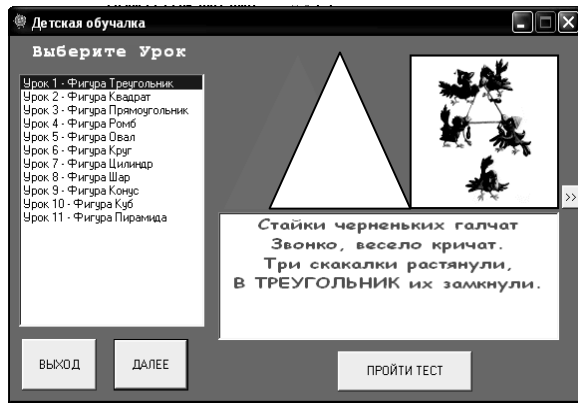 Детская обучалка
Выберите Урок
Урок 1 - Фигура Треугольник
Урок 2 - Фигура Квадрат
Урок 3 - Фигура Прямоугольник
Урок 4 - Фигура Ромб
Урок 5 - Фигура Овал
Урок 6 - Фигура Круг
Урок 7 - Фигура Цилиндр
Урок 8 - Фигура Шар
Урок 9 - Фигура Конус
Урок 10 - Фигура Куб
Урок 11 - Фигура Пирамида
>>
Стайки черненьких галчат
Звонко, весело кричат.
Три скакалки растянули,
В ТРЕУГОЛЬНИК их замкнули.
ВЫХОД
ДАЛЕЕ
ПРОЙТИ ТЕСТ